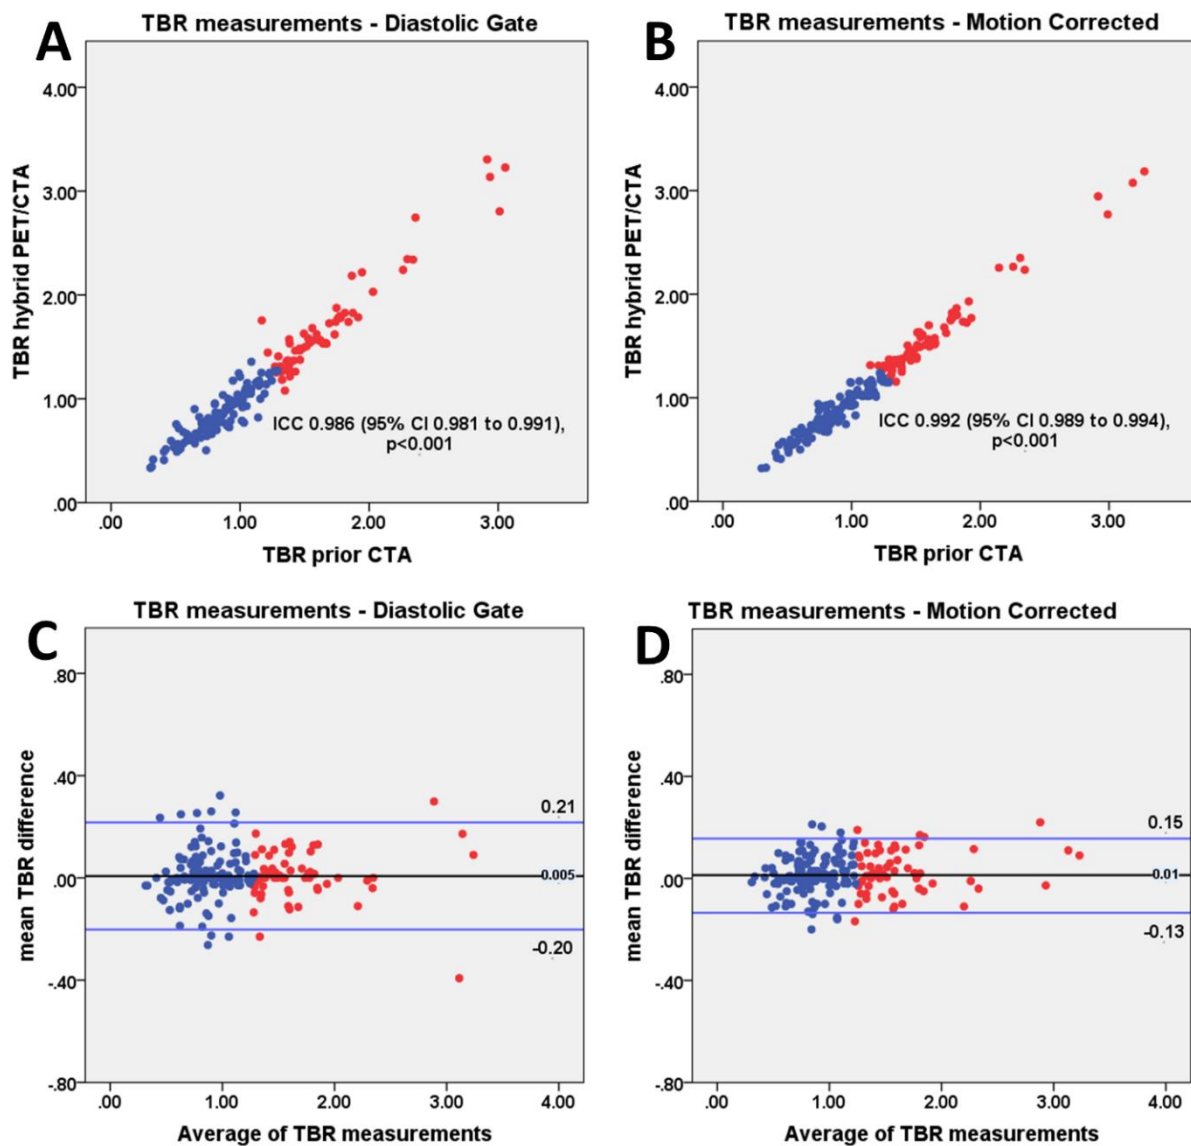 A
TBR measurements - Diastolic Gate
TBR hybrid PET/CTA
4.00
3.00
2.00
1.00
.00
ICC 0.986 (95% CI 0.981 to 0.991),
p<0.001
.00 1.00 2.00 3.00
TBR prior CTA
B
TBR measurements - Motion Corrected
TBR hybrid PET/CTA
4.00
3.00
2.00
1.00
.00
ICC 0.992 (95% CI 0.989 to 0.994),
p<0.001
.00 1.00 2.00 3.00
TBR prior CTA
C
TBR measurements - Diastolic Gate
mean TBR difference
.80
.40
.00
-.40
-.80
0.21
0.005
-0.20
.00 1.00 2.00 3.00 4.00
Average of TBR measurements
D
TBR measurements - Motion Corrected
mean TBR difference
.80
.40
.00
-.40
-.80
0.15
0.01
-0.13
.00 1.00 2.00 3.00 4.00
Average of TBR measurements